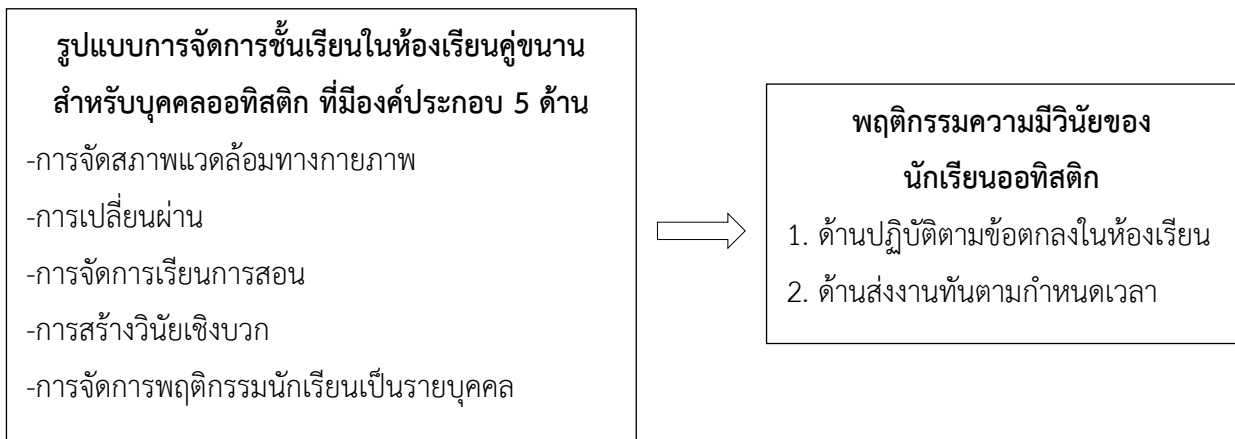 รูปแบบการจัดการชั้นเรียนในห้องเรียนคู่ขนาน
สำหรับบุคคลออทิสติก ที่มีองค์ประกอบ 5 ด้าน
-การจัดสภาพแวดล้อมทางกายภาพ
-การเปลี่ยนผ่าน
-การจัดการเรียนการสอน
-การสร้างวินัยเชิงบวก
-การจัดการพฤติกรรมนักเรียนเป็นรายบุคคล
พฤติกรรมความมีวินัยของ
นักเรียนออทิสติก
1. ด้านปฏิบัติตามข้อตกลงในห้องเรียน
2. ด้านส่งงานทันตามกำหนดเวลา